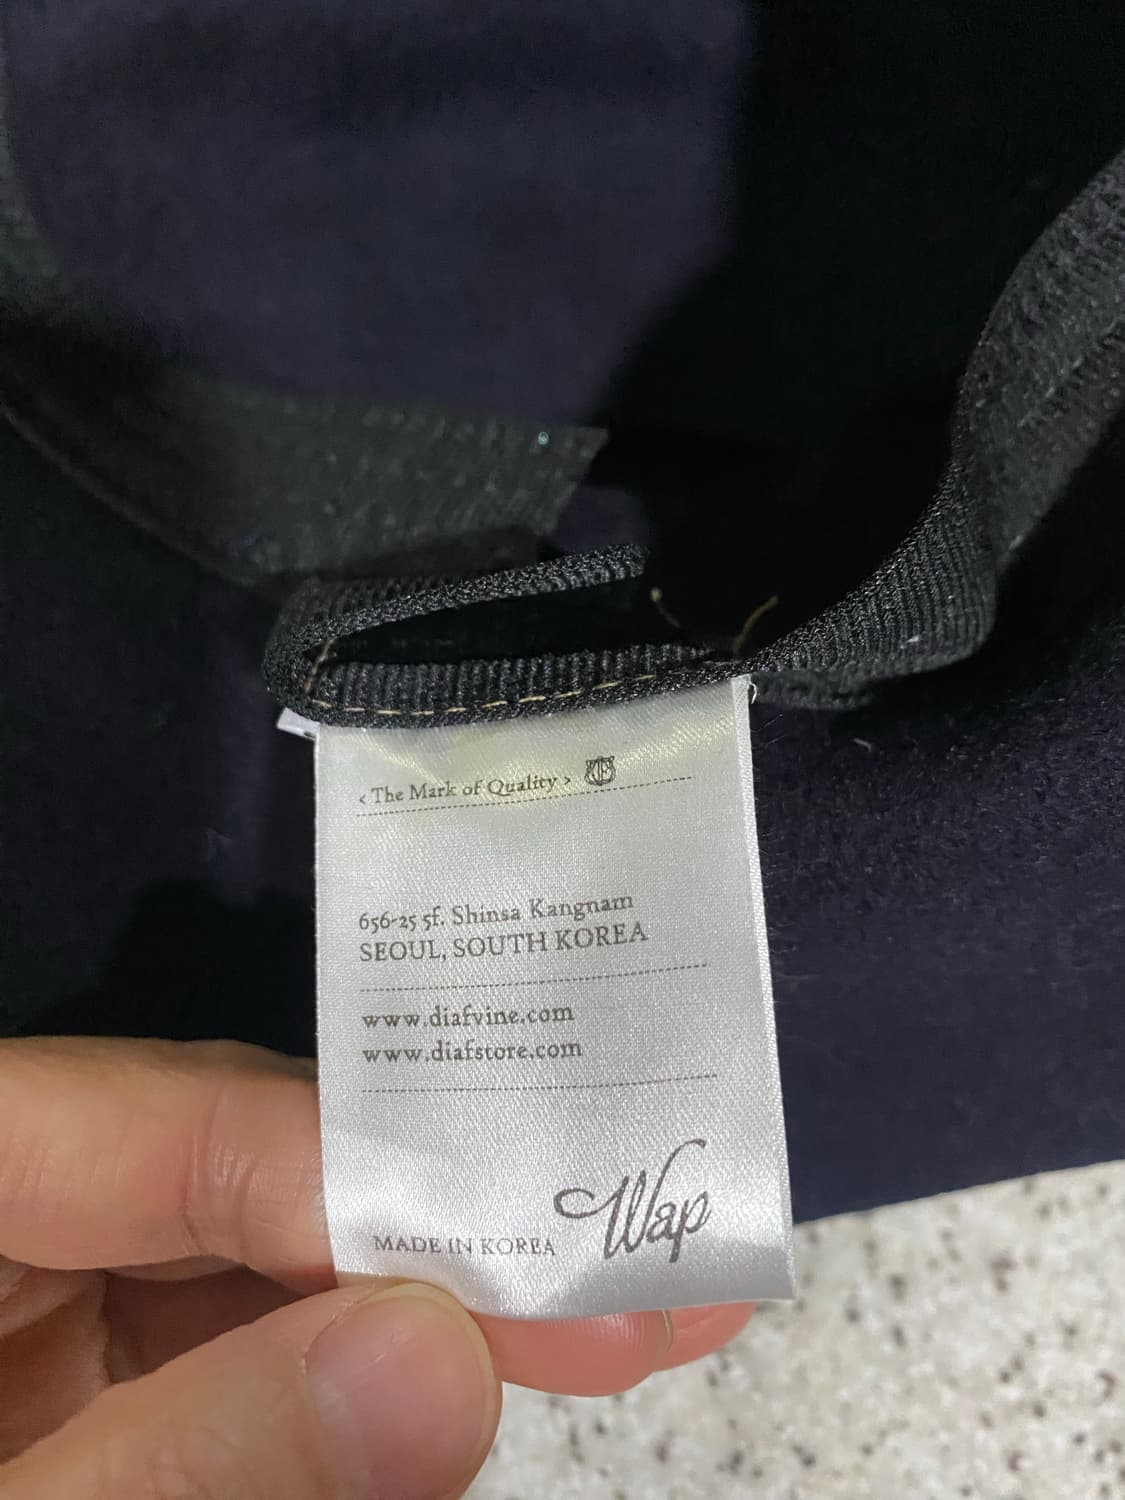 < The Mark of Quality >
656-25 5f. Shinsa Kangnam
SEOUL, SOUTH KOREA
www.diafvine.com
www.diafstore.com
Wap
MADE IN KOREA